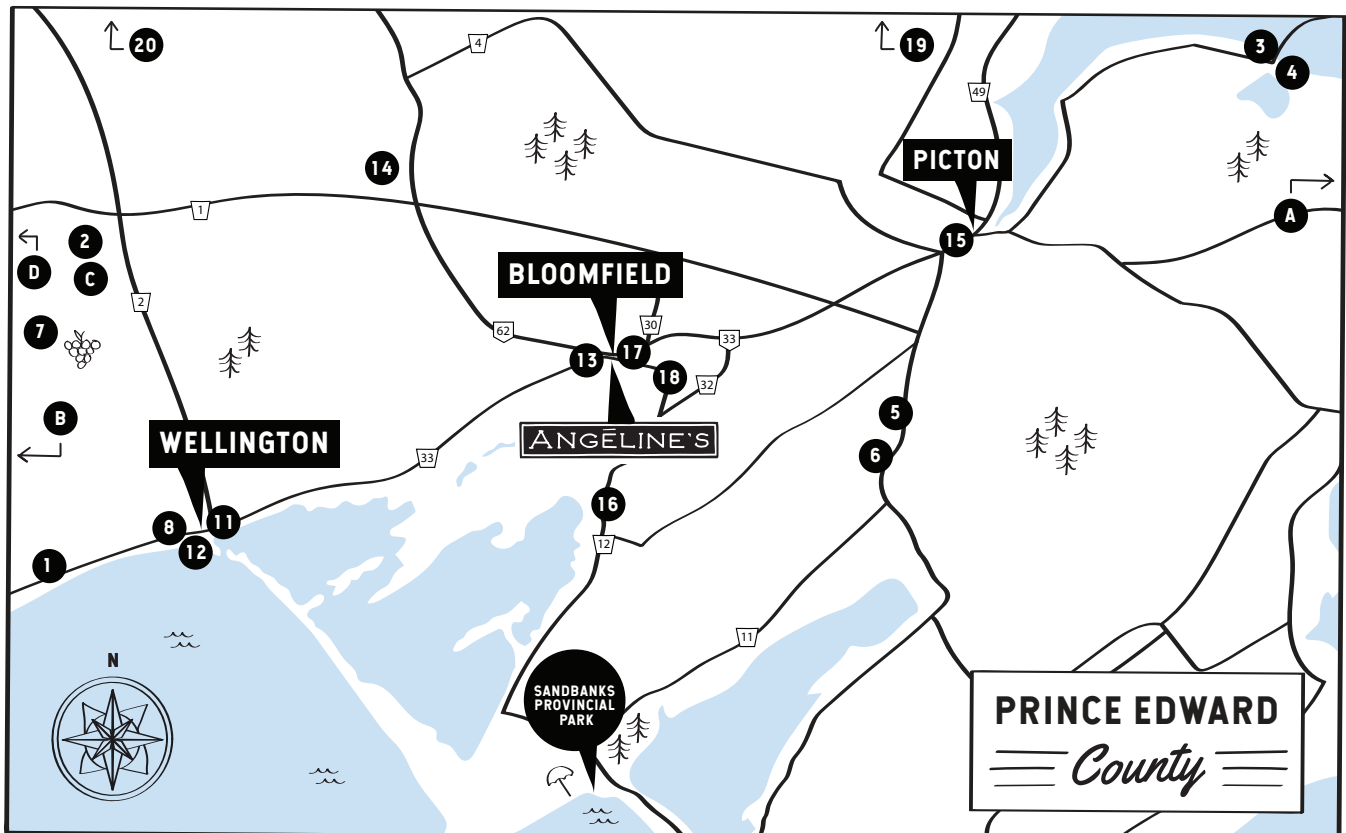 20
4
19
3
4
49
14
PICTON
A
1
2
15
D
C
BLOOMFIELD
2
7
62
30
33
17
13
18
32
B
WELLINGTON
ANGÉLINE'S
5
33
6
16
8
11
12
12
1
11
N
SANDBANKS
PROVINCIAL
PARK
PRINCE EDWARD
County